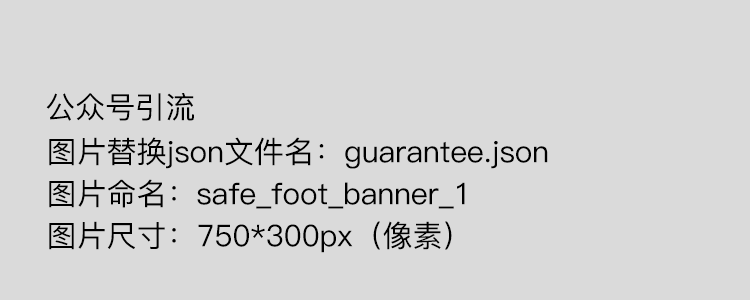 公众号引流
图片替换json文件名：guarantee.json
图片命名：safe_foot_banner_1
图片尺寸：750*300px（像素）